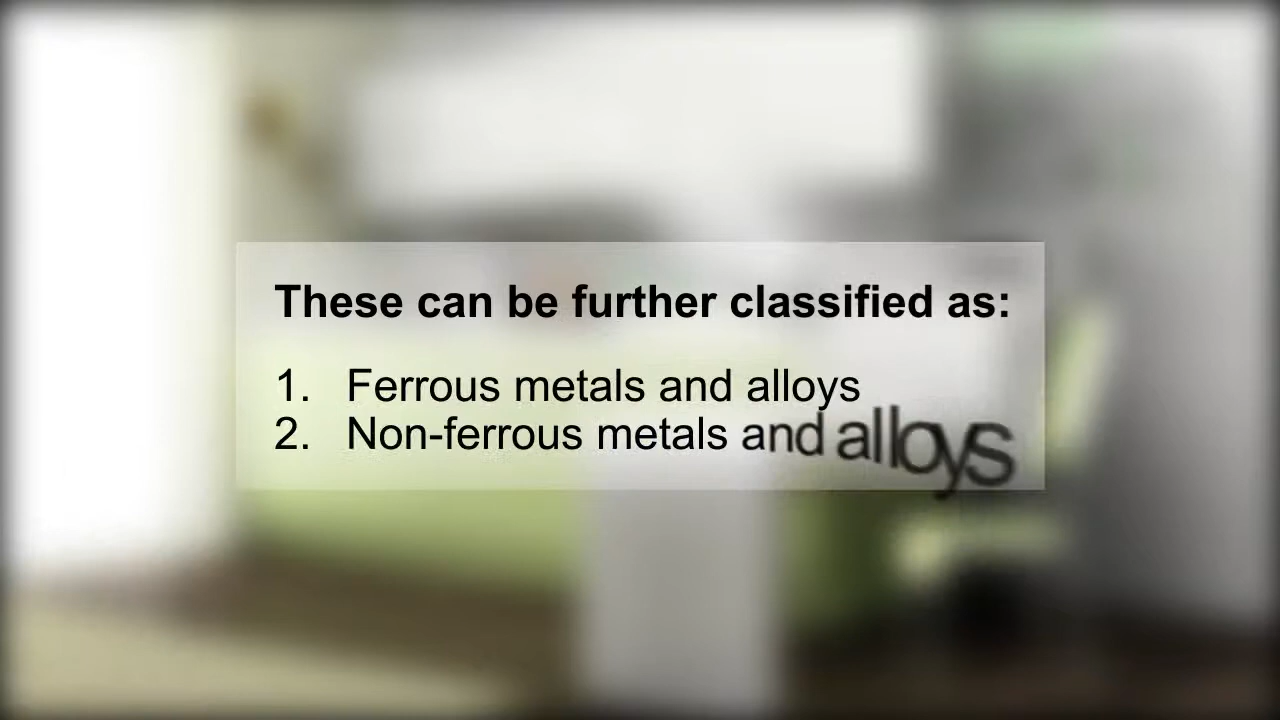 These can be further classified as:
1. Ferrous metals and alloys
2. Non-ferrous metals and alloys